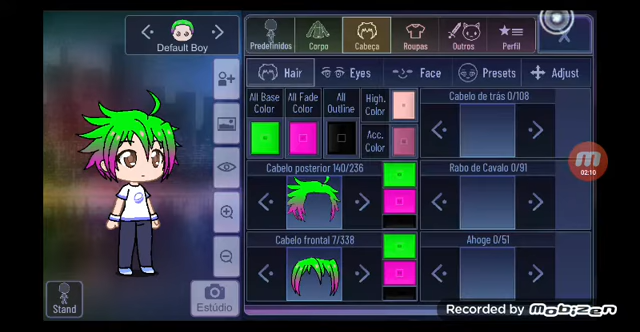 Default Boy
Predefinidos
Corpo
Cabeça
Roupas
Outros
Perfil
Hair
Eyes
Face
Presets
Adjust
All Base Color
All Fade Color
All Outline
High. Color
Acc. Color
Cabelo de trás 0/108
Cabelo posterior 140/236
Rabo de Cavalo 0/91
Cabelo frontal 7/338
Ahoge 0/51
02:10
Stand
Estúdio
Recorded by Mobizen